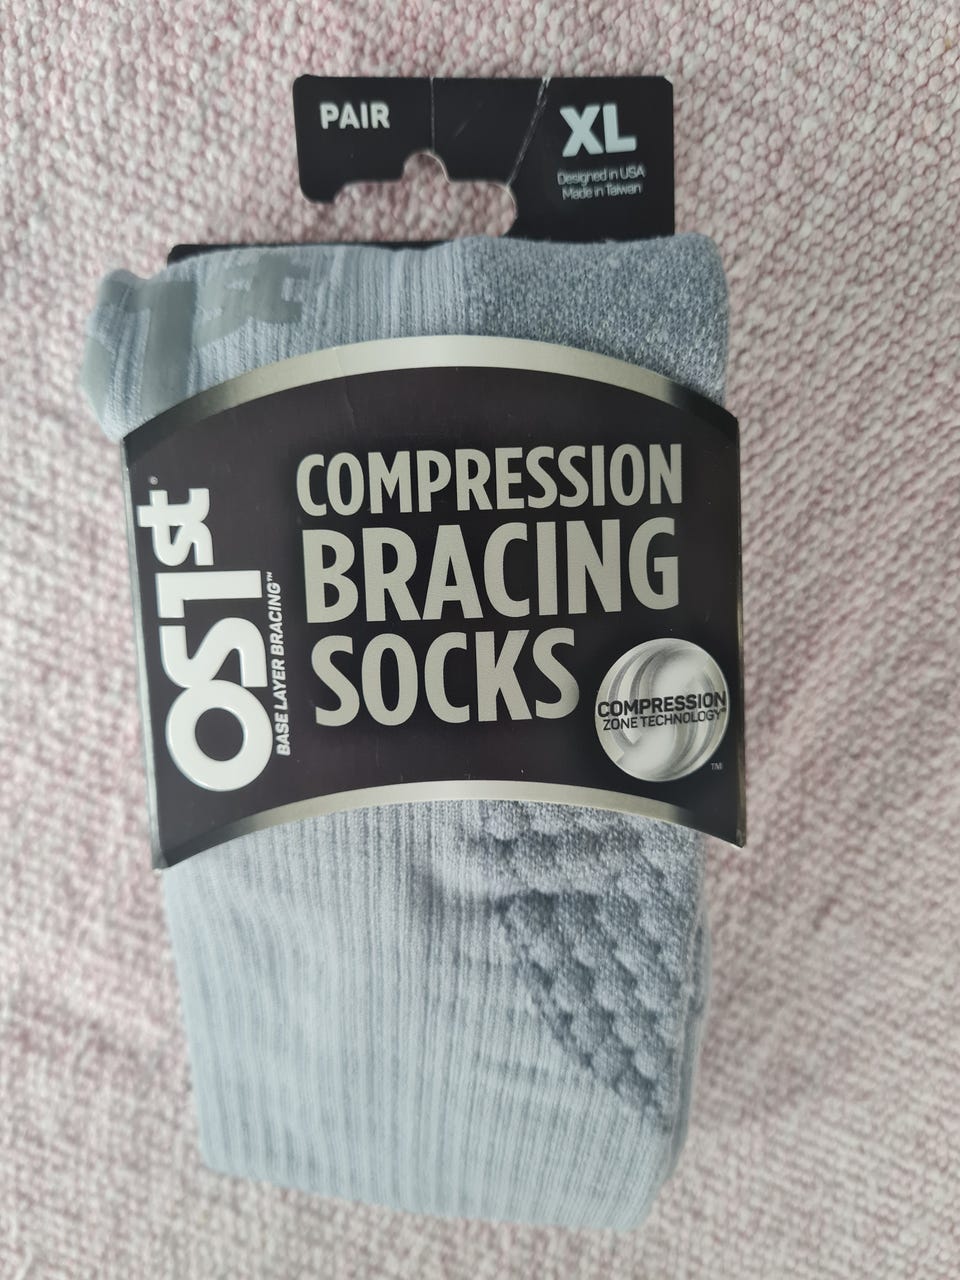 PAIR
XL
Designed in USA
Made in Taiwan
1st
OS1st®
BASE LAYER BRACING™
COMPRESSION
BRACING
SOCKS
COMPRESSION
ZONE TECHNOLOGY®
TM